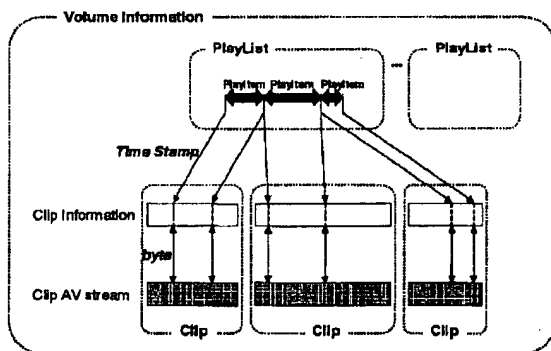 Volume Information
PlayList
... PlayList
PlayItem PlayItem PlayItem
Time Stamp
Clip Information
byte
Clip AV stream
Clip Clip Clip